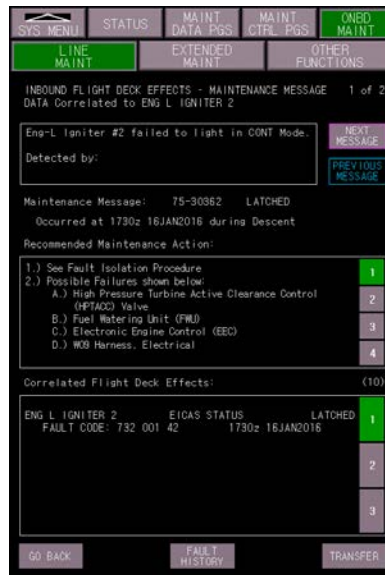 SYS MENU
STATUS
MAINT
DATA PGS
MAINT
CTRL PGS
ONBD
MAINT
LINE
MAINT
EXTENDED
MAINT
OTHER
FUNCTIONS
INBOUND FLIGHT DECK EFFECTS - MAINTENANCE MESSAGE 1 of 2
DATA Correlated to ENG L IGNITER 2
Eng-L Igniter #2 failed to light in CONT Mode.
Detected by:
NEXT
MESSAGE
PREVIOUS
MESSAGE
Maintenance Message: 75-30362 LATCHED
Occurred at 1730z 16JAN2016 during Descent
Recommended Maintenance Action:
1.) See Fault Isolation Procedure
2.) Possible Failures shown below:
A.) High Pressure Turbine Active Clearance Control
(HPTACC) Valve
B.) Fuel Watering Unit (FWU)
C.) Electronic Engine Control (EEC)
D.) W09 Harness, Electrical
1
2
3
4
Correlated Flight Deck Effects: (10)
ENG L IGNITER 2 EICAS STATUS LATCHED
FAULT CODE: 732 001 42 1730z 16JAN2016
1
2
3
GO BACK
FAULT
HISTORY
TRANSFER